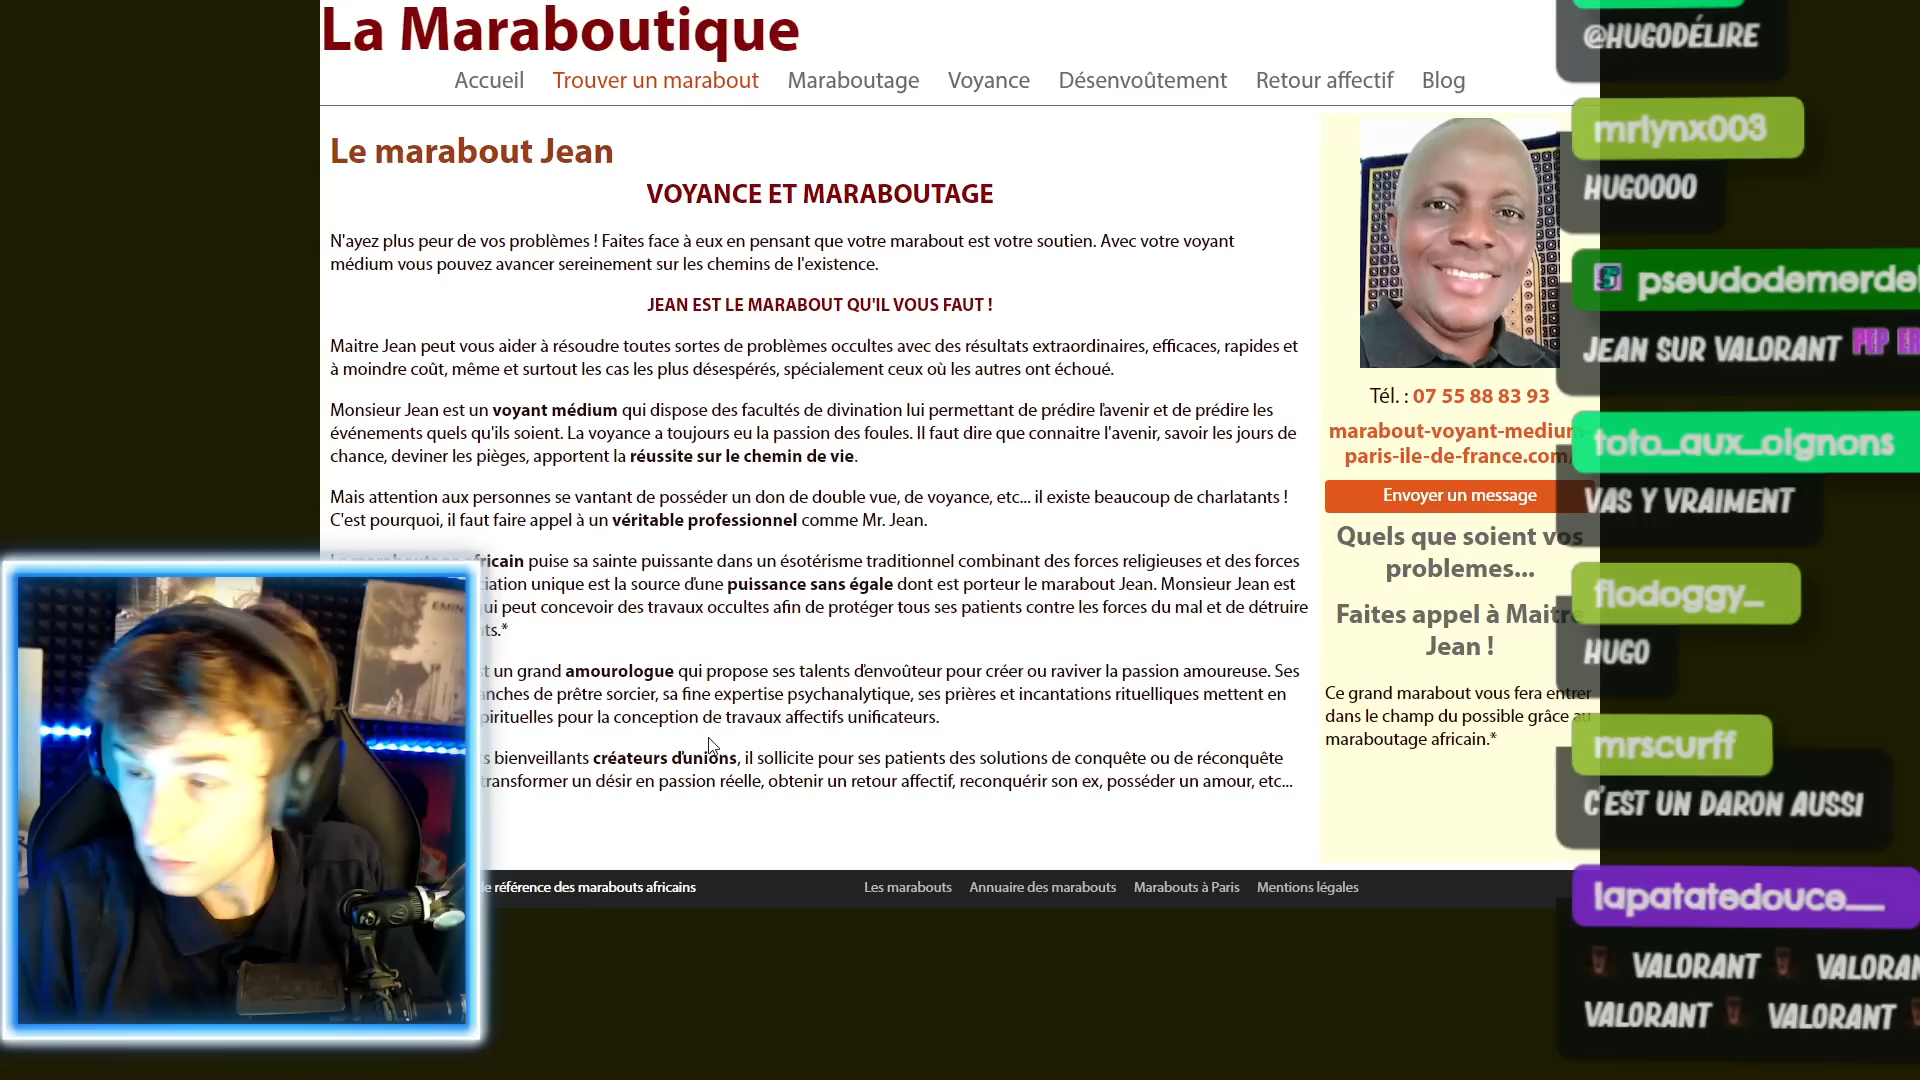 La Maraboutique
Accueil Trouver un marabout Maraboutage Voyance Désenvoûtement Retour affectif Blog
Le marabout Jean
VOYANCE ET MARABOUTAGE
N'ayez plus peur de vos problèmes ! Faites face à eux en pensant que votre marabout est votre soutien. Avec votre voyant
médium vous pouvez avancer sereinement sur les chemins de l'existence.
JEAN EST LE MARABOUT QU'IL VOUS FAUT !
Maitre Jean peut vous aider à résoudre toutes sortes de problèmes occultes avec des résultats extraordinaires, efficaces, rapides et
à moindre coût, même et surtout les cas les plus désespérés, spécialement ceux où les autres ont échoué.
Monsieur Jean est un voyant médium qui dispose des facultés de divination lui permettant de prédire l'avenir et de prédire les
événements quels qu'ils soient. La voyance a toujours eu la passion des foules. Il faut dire que connaitre l'avenir, savoir les jours de
chance, deviner les pièges, apportent la réussite sur le chemin de vie.
Mais attention aux personnes se vantant de posséder un don de double vue, de voyance, etc... il existe beaucoup de charlatants !
C'est pourquoi, il faut faire appel à un véritable professionnel comme Mr. Jean.
africain puise sa sainte puissante dans un ésotérisme traditionnel combinant des forces religieuses et des forces
ciation unique est la source d'une puissance sans égale dont est porteur le marabout Jean. Monsieur Jean est
ui peut concevoir des travaux occultes afin de protéger tous ses patients contre les forces du mal et de détruire
ts.*
st un grand amourologue qui propose ses talents d'envoûteur pour créer ou raviver la passion amoureuse. Ses
anches de prêtre sorcier, sa fine expertise psychanalytique, ses prières et incantations rituelliques mettent en
pirituelles pour la conception de travaux affectifs unificateurs.
s bienveillants créateurs d'unions, il sollicite pour ses patients des solutions de conquête ou de réconquête
transformer un désir en passion réelle, obtenir un retour affectif, reconquérir son ex, posséder un amour, etc...
Tél. : 07 55 88 83 93
marabout-voyant-medium-
paris-ile-de-france.com/
Envoyer un message
Quels que soient vos
problemes...
Faites appel à Maitre
Jean !
Ce grand marabout vous fera entrer
dans le champ du possible grâce au
maraboutage africain.*
de référence des marabouts africains Les marabouts Annuaire des marabouts Marabouts à Paris Mentions légales
EMIN
@HUGODÉLIRE
mrlynx003
HUGOOOO
pseudodemerde
JEAN SUR VALORANT PEP ER
toto_aux_oignons
VAS Y VRAIMENT
flodoggy_
HUGO
mrscurff
C'EST UN DARON AUSSI
lapatatedouce__
VALORANT VALORAN
VALORANT VALORANT